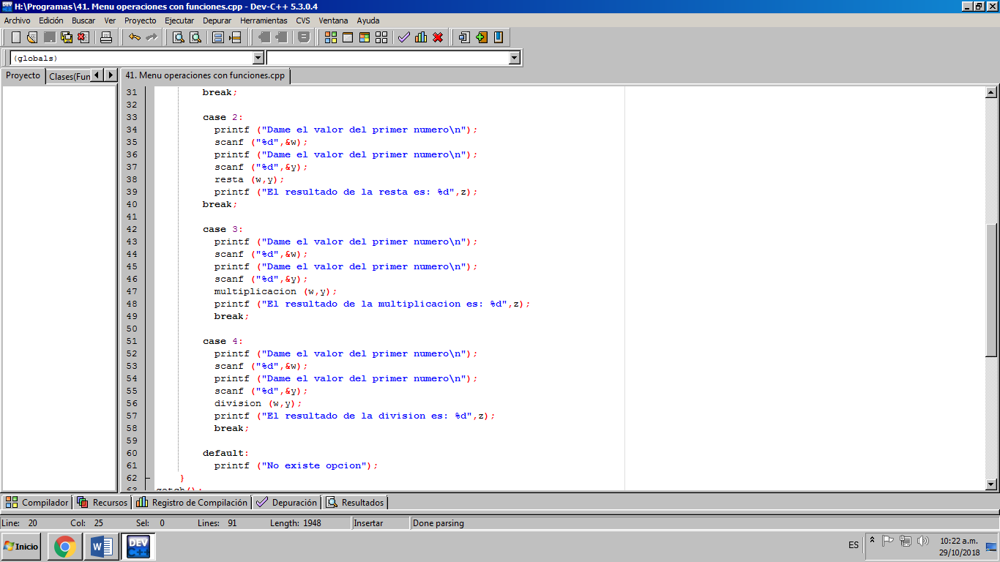 H:\Programas\41. Menu operaciones con funciones.cpp - Dev-C++ 5.3.0.4
Archivo Edición Buscar Ver Proyecto Ejecutar Depurar Herramientas CVS Ventana Ayuda
(globals)
Proyecto Clases(Fun 41. Menu operaciones con funciones.cpp
31 break;
32
33 case 2:
34 printf ("Dame el valor del primer numero\n");
35 scanf ("%d",&w);
36 printf ("Dame el valor del primer numero\n");
37 scanf ("%d",&y);
38 resta (w,y);
39 printf ("El resultado de la resta es: %d",z);
40 break;
41
42 case 3:
43 printf ("Dame el valor del primer numero\n");
44 scanf ("%d",&w);
45 printf ("Dame el valor del primer numero\n");
46 scanf ("%d",&y);
47 multiplicacion (w,y);
48 printf ("El resultado de la multiplicacion es: %d",z);
49 break;
50
51 case 4:
52 printf ("Dame el valor del primer numero\n");
53 scanf ("%d",&w);
54 printf ("Dame el valor del primer numero\n");
55 scanf ("%d",&y);
56 division (w,y);
57 printf ("El resultado de la division es: %d",z);
58 break;
59
60 default:
61 printf ("No existe opcion");
62 }
63 getch();
Compilador Recursos Registro de Compilación Depuración Resultados
Line: 20 Col: 25 Sel: 0 Lines: 91 Length: 1948 Insertar Done parsing
Inicio W DEV C++ ES 10:22 a.m.
29/10/2018